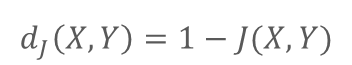 d_J(X, Y) = 1 − J(X, Y)